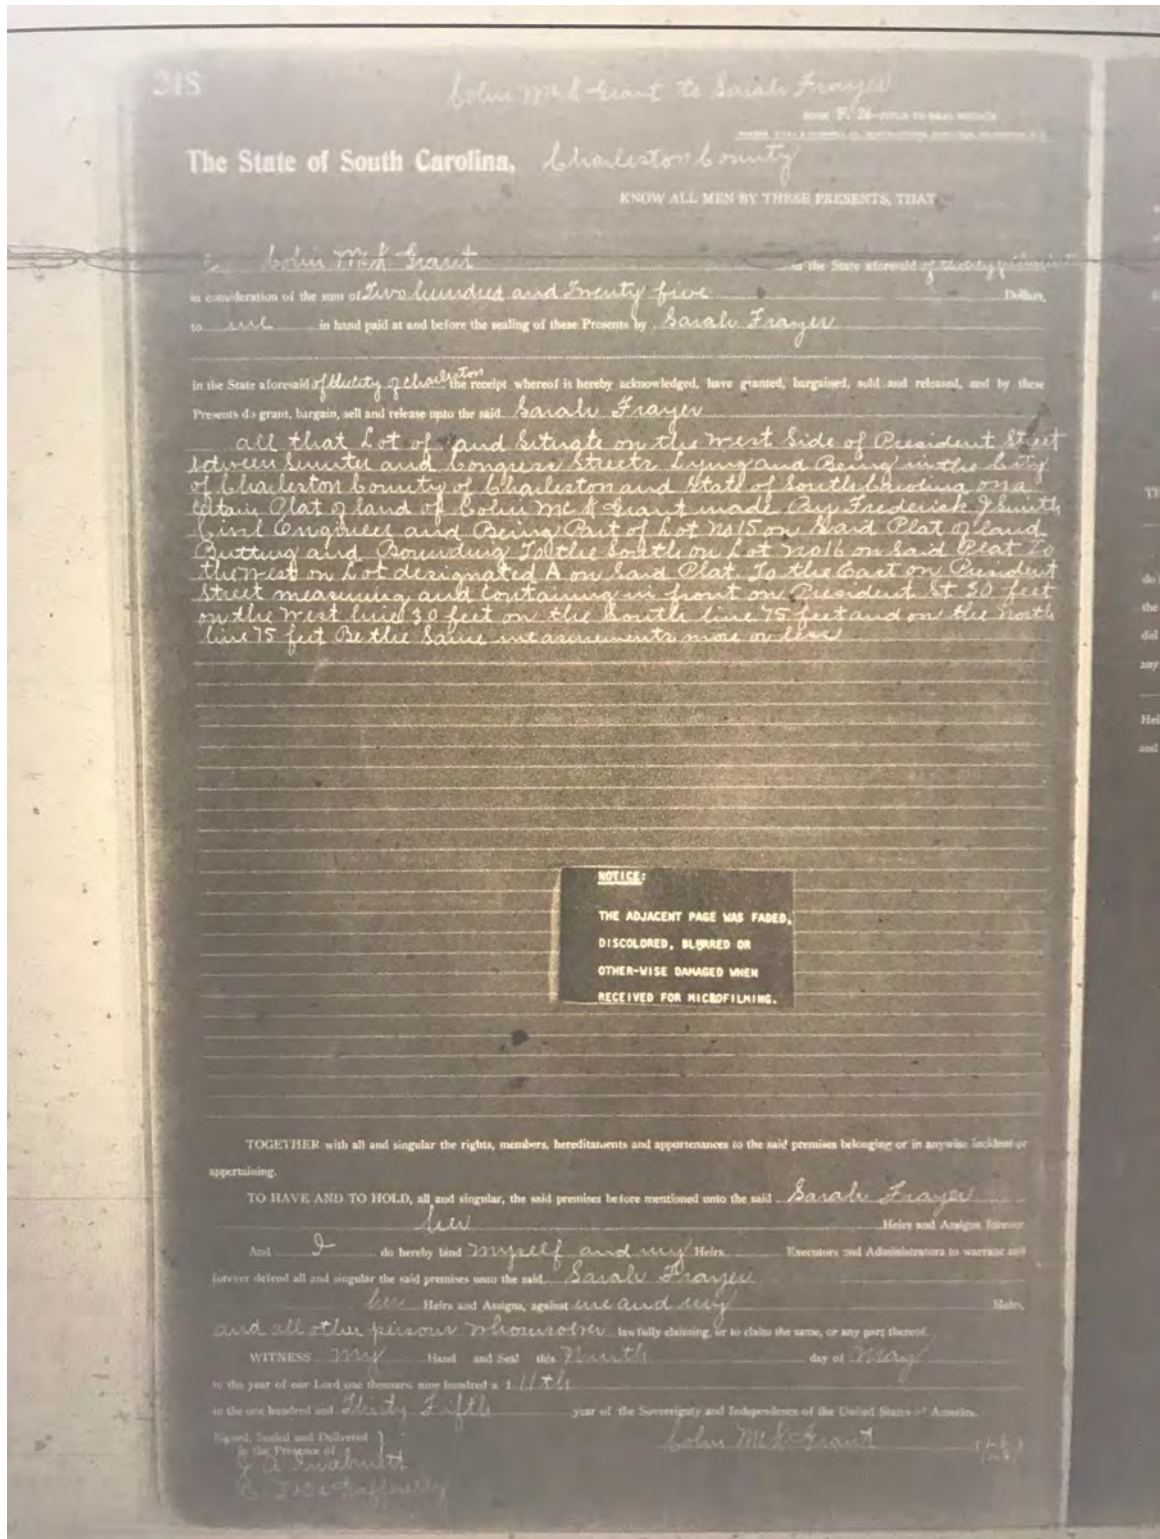 218
Colin McK Grant to Sarah Frayer
BOOK F. 26—TITLE TO REAL ESTATE
The State of South Carolina, Charleston County
KNOW ALL MEN BY THESE PRESENTS, THAT
I Colin McK Grant in the State aforesaid of the city
in consideration of the sum of Two hundred and Twenty five Dollars,
to me in hand paid at and before the sealing of these Presents by Sarah Frayer
in the State aforesaid of the city of Charleston the receipt whereof is hereby acknowledged, have granted, bargained, sold and released, and by these
Presents do grant, bargain, sell and release unto the said Sarah Frayer
all that Lot of land Situate on the West Side of President Street
between Sumter and Congress Streets Lying and Being in the City
of Charleston County of Charleston and State of South Carolina on a
certain Plat of land of Colin McK Grant made By Frederick J Smith
Civil Engineer and Being Part of Lot No 15 on Said Plat of land
Butting and Bounding To the South on Lot No 16 on Said Plat To
the West on Lot designated A on Said Plat. To the East on President
Street measuring and Containing in front on President St 30 feet
on the West line 30 feet on the South line 75 feet and on the North
line 75 feet Be the Same measurements more or less
NOTICE:
THE ADJACENT PAGE WAS FADED,
DISCOLORED, BLURRED OR
OTHER-WISE DAMAGED WHEN
RECEIVED FOR MICROFILMING.
TOGETHER with all and singular the rights, members, hereditaments and appurtenances to the said premises belonging or in anywise incident or
appertaining.
TO HAVE AND TO HOLD, all and singular, the said premises before mentioned unto the said Sarah Frayer
her Heirs and Assigns forever
And I do hereby bind myself and my Heirs Executors and Administrators to warrant and
forever defend all and singular the said premises unto the said Sarah Frayer
her Heirs and Assigns, against me and my Heirs,
and all other persons whomsoever lawfully claiming, or to claim the same, or any part thereof.
WITNESS My Hand and Seal this Ninth day of May
in the year of our Lord one thousand nine hundred and 11th
in the one hundred and Thirty Fifth year of the Sovereignty and Independence of the United States of America.
Signed, Sealed and Delivered
in the Presence of
Colin McK Grant (L S)
J A
C
TH
do
the
did
any
Hei
and